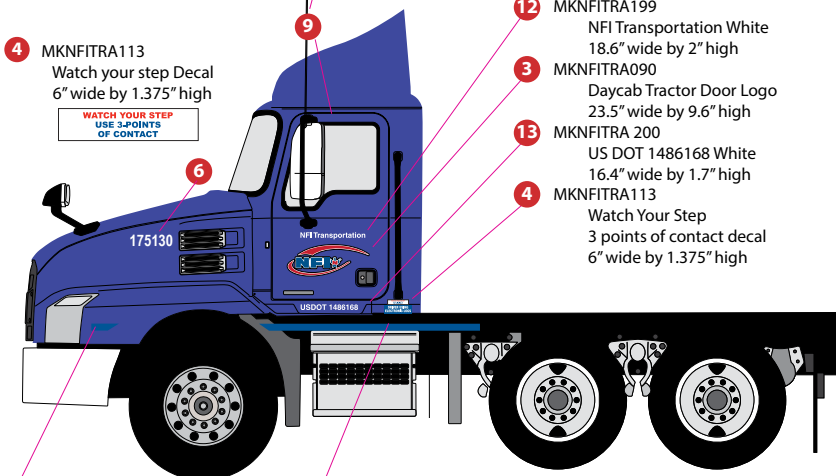 4 MKNFITRA113
Watch your step Decal
6” wide by 1.375” high
WATCH YOUR STEP
USE 3-POINTS
OF CONTACT
9
6
175130
NFI Transportation
NFI
USDOT 1486168
12 MKNFITRA199
NFI Transportation White
18.6” wide by 2” high
3 MKNFITRA090
Daycab Tractor Door Logo
23.5” wide by 9.6” high
13 MKNFITRA 200
US DOT 1486168 White
16.4” wide by 1.7” high
4 MKNFITRA113
Watch Your Step
3 points of contact decal
6” wide by 1.375” high